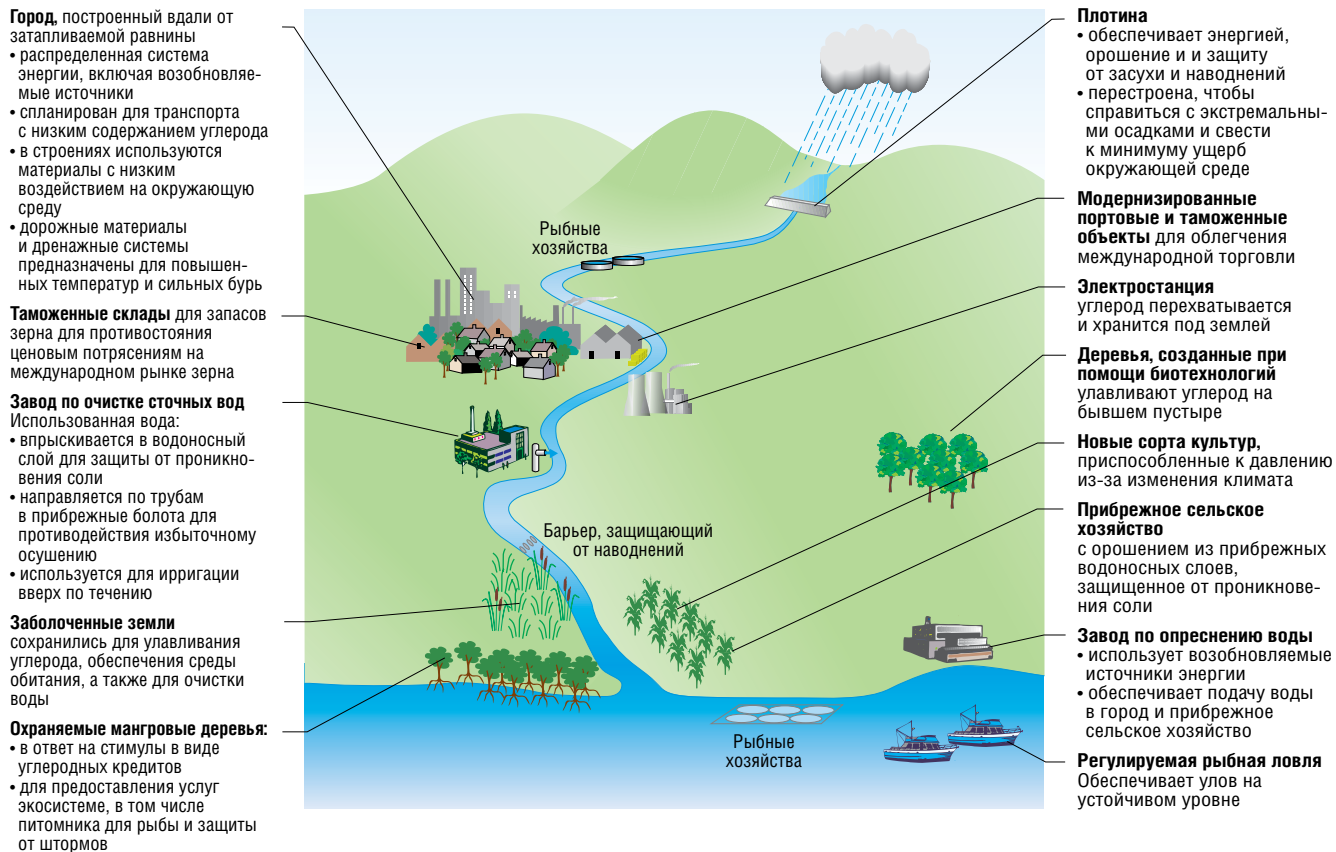 Город, построенный вдали от
затапливаемой равнины
• распределенная система
энергии, включая возобновляе-
мые источники
• спланирован для транспорта
с низким содержанием углерода
• в строениях используются
материалы с низким
воздействием на окружающую
среду
• дорожные материалы
и дренажные системы
предназначены для повышен-
ных температур и сильных бурь
Таможенные склады для запасов
зерна для противостояния
ценовым потрясениям на
международном рынке зерна
Завод по очистке сточных вод
Использованная вода:
• впрыскивается в водоносный
слой для защиты от проникно-
вения соли
• направляется по трубам
в прибрежные болота для
противодействия избыточному
осушению
• используется для ирригации
вверх по течению
Заболоченные земли
сохранились для улавливания
углерода, обеспечения среды
обитания, а также для очистки
воды
Охраняемые мангровые деревья:
• в ответ на стимулы в виде
углеродных кредитов
• для предоставления услуг
экосистеме, в том числе
питомника для рыбы и защиты
от штормов
Рыбные
хозяйства
Барьер, защищающий
от наводнений
Рыбные
хозяйства
Плотина
• обеспечивает энергией,
орошение и и защиту
от засухи и наводнений
• перестроена, чтобы
справиться с экстремальны-
ми осадками и свести
к минимуму ущерб
окружающей среде
Модернизированные
портовые и таможенные
объекты для облегчения
международной торговли
Электростанция
углерод перехватывается
и хранится под землей
Деревья, созданные при
помощи биотехнологий
улавливают углерод на
бывшем пустыре
Новые сорта культур,
приспособленные к давлению
из-за изменения климата
Прибрежное сельское
хозяйство
с орошением из прибрежных
водоносных слоев,
защищенное от проникнове-
ния соли
Завод по опреснению воды
• использует возобновляемые
источники энергии
• обеспечивает подачу воды
в город и прибрежное
сельское хозяйство
Регулируемая рыбная ловля
Обеспечивает улов на
устойчивом уровне